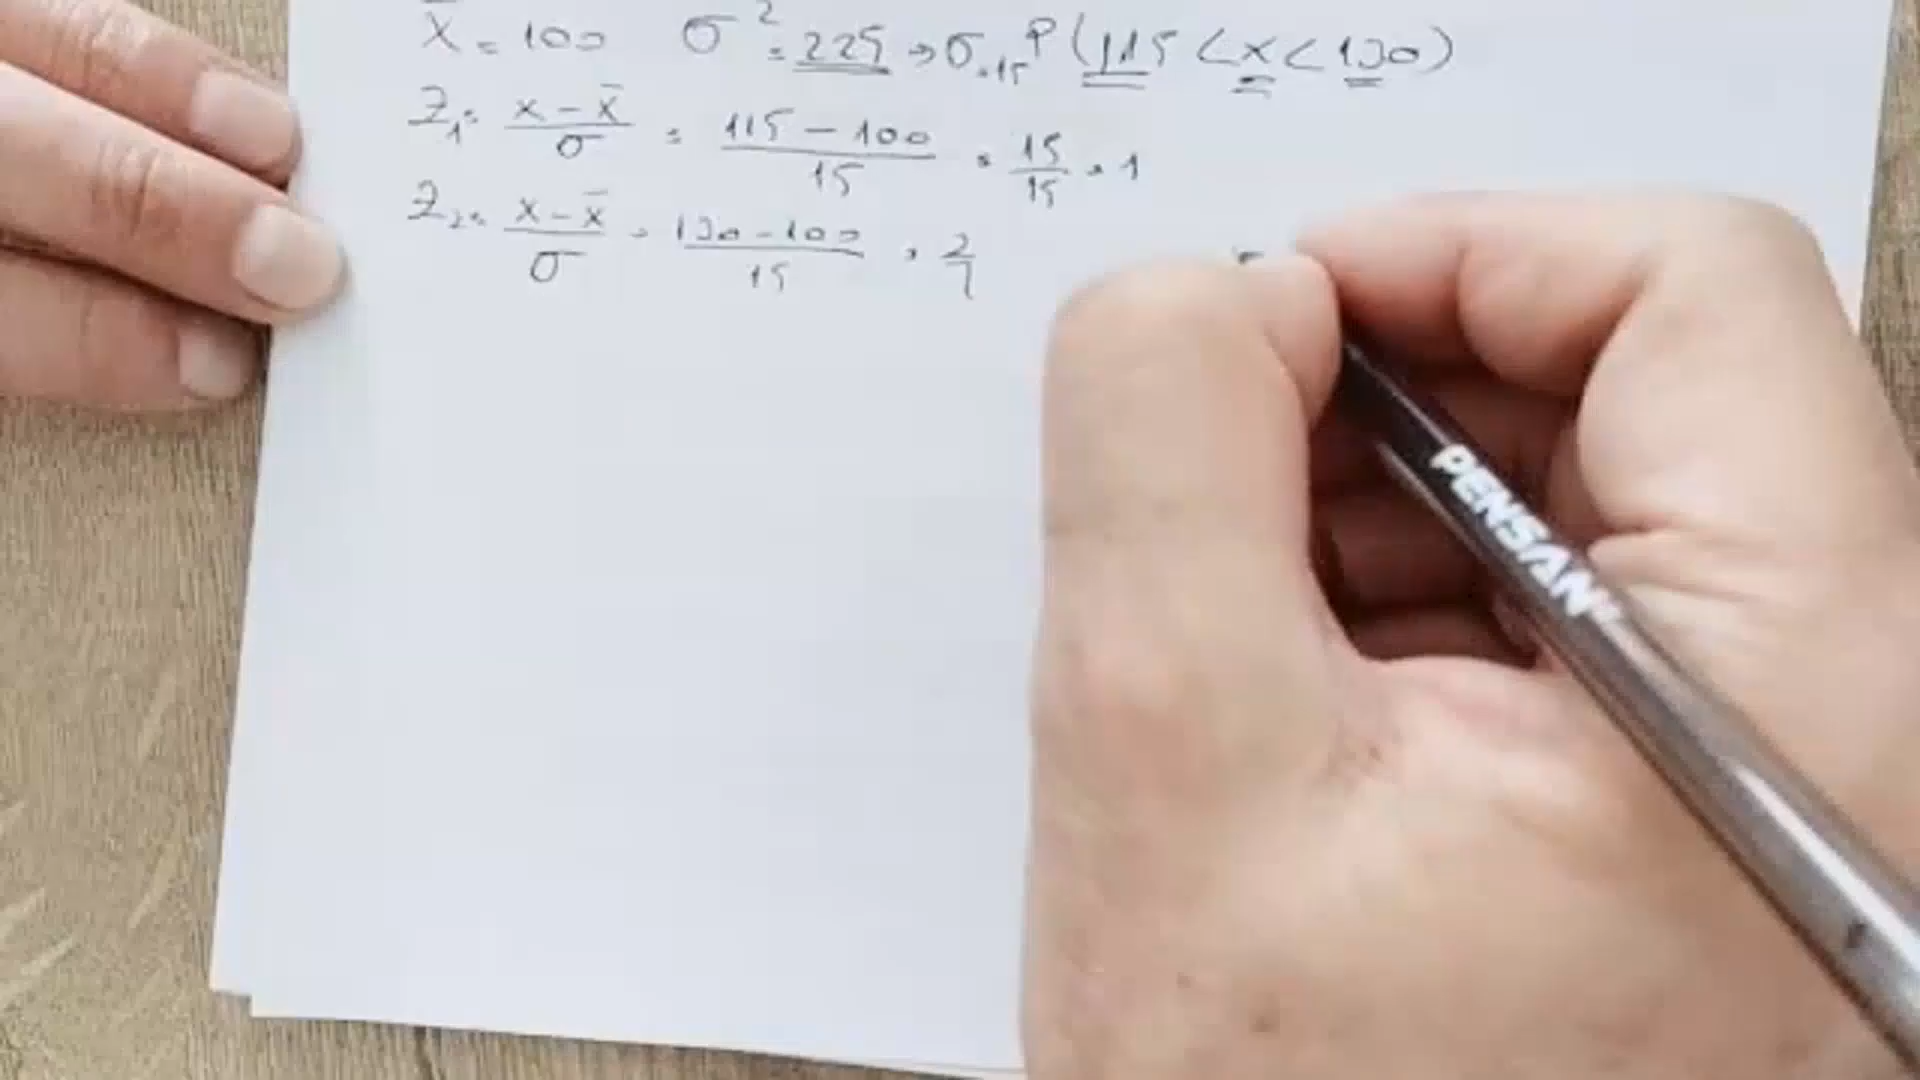 x̄ = 100 σ² = 225 → σ = 15 P(115 < x < 130)
Z₁ = x - x̄ / σ = 115 - 100 / 15 = 15 / 15 = 1
Z₂ = x - x̄ / σ = 130 - 100 / 15 = 2
PENSAN